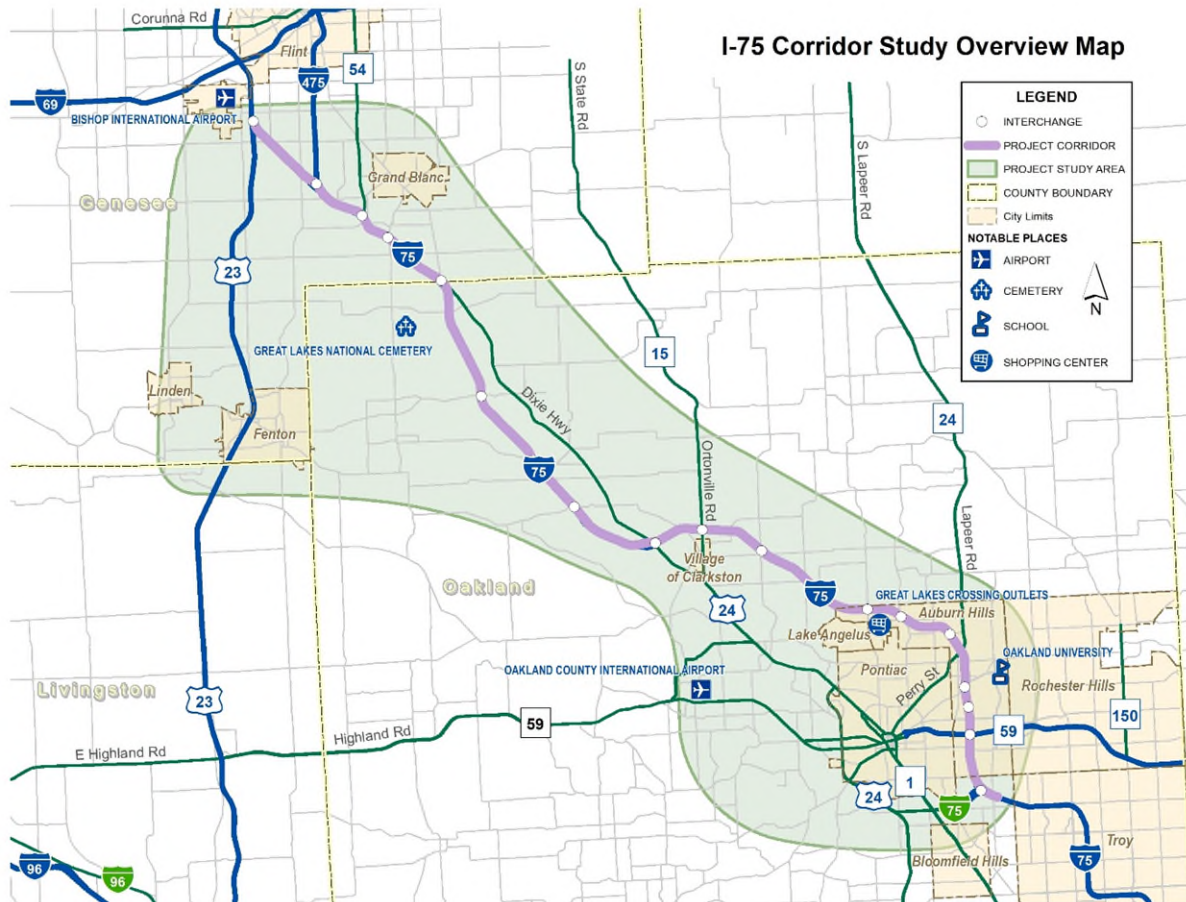 I-75 Corridor Study Overview Map
Corunna Rd
Flint
54
475
69
BISHOP INTERNATIONAL AIRPORT
S State Rd
S Lapeer Rd
LEGEND
INTERCHANGE
PROJECT CORRIDOR
PROJECT STUDY AREA
COUNTY BOUNDARY
City Limits
NOTABLE PLACES
AIRPORT
CEMETERY
SCHOOL
SHOPPING CENTER
N
Grand Blanc
Genesee
75
23
GREAT LAKES NATIONAL CEMETERY
15
Linden
Fenton
Dixie Hwy
24
75
Ortonville Rd
Lapeer Rd
Village
of Clarkston
Oakland
24
75
GREAT LAKES CROSSING OUTLETS
Auburn Hills
Lake Angelus
OAKLAND UNIVERSITY
OAKLAND COUNTY INTERNATIONAL AIRPORT
Pontiac
Perry St
Rochester Hills
Livingston
23
59
59
150
E Highland Rd
Highland Rd
24
1
75
Troy
Bloomfield Hills
75
96
96